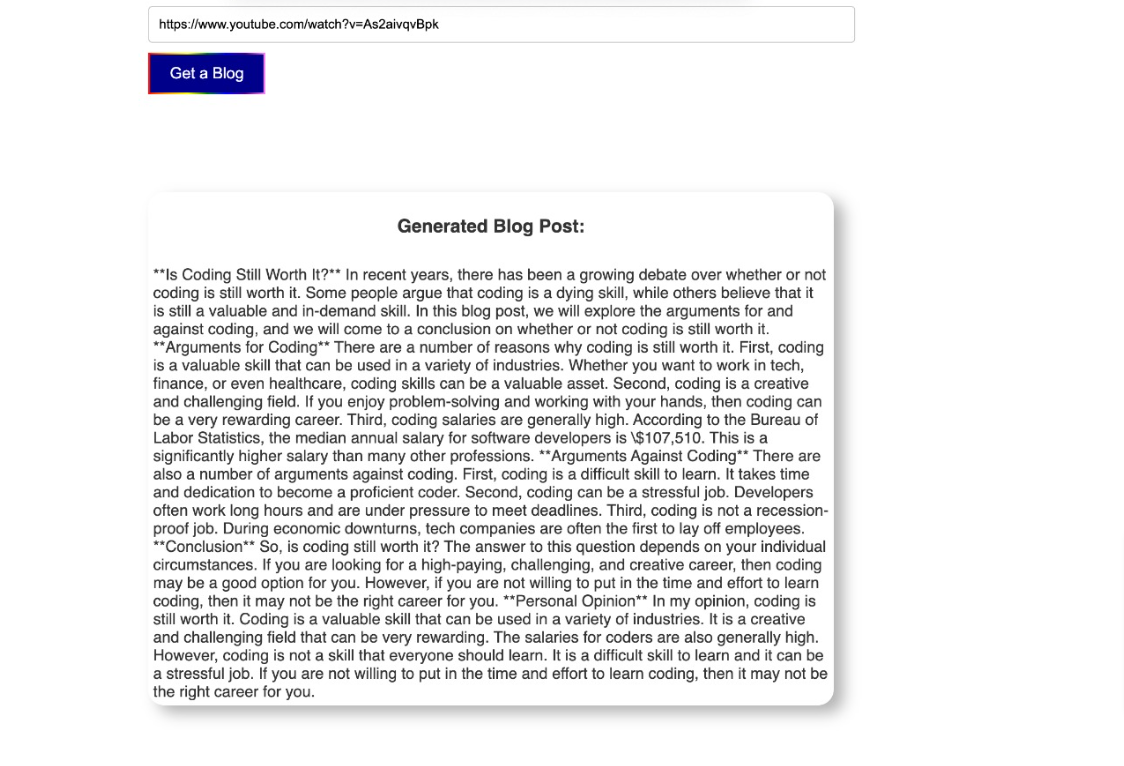 https://www.youtube.com/watch?v=As2aivqvBpk
Get a Blog
Generated Blog Post:
**Is Coding Still Worth It?** In recent years, there has been a growing debate over whether or not
coding is still worth it. Some people argue that coding is a dying skill, while others believe that it
is still a valuable and in-demand skill. In this blog post, we will explore the arguments for and
against coding, and we will come to a conclusion on whether or not coding is still worth it.
**Arguments for Coding** There are a number of reasons why coding is still worth it. First, coding
is a valuable skill that can be used in a variety of industries. Whether you want to work in tech,
finance, or even healthcare, coding skills can be a valuable asset. Second, coding is a creative
and challenging field. If you enjoy problem-solving and working with your hands, then coding can
be a very rewarding career. Third, coding salaries are generally high. According to the Bureau of
Labor Statistics, the median annual salary for software developers is \$107,510. This is a
significantly higher salary than many other professions. **Arguments Against Coding** There are
also a number of arguments against coding. First, coding is a difficult skill to learn. It takes time
and dedication to become a proficient coder. Second, coding can be a stressful job. Developers
often work long hours and are under pressure to meet deadlines. Third, coding is not a recession-
proof job. During economic downturns, tech companies are often the first to lay off employees.
**Conclusion** So, is coding still worth it? The answer to this question depends on your individual
circumstances. If you are looking for a high-paying, challenging, and creative career, then coding
may be a good option for you. However, if you are not willing to put in the time and effort to learn
coding, then it may not be the right career for you. **Personal Opinion** In my opinion, coding is
still worth it. Coding is a valuable skill that can be used in a variety of industries. It is a creative
and challenging field that can be very rewarding. The salaries for coders are also generally high.
However, coding is not a skill that everyone should learn. It is a difficult skill to learn and it can be
a stressful job. If you are not willing to put in the time and effort to learn coding, then it may not be
the right career for you.